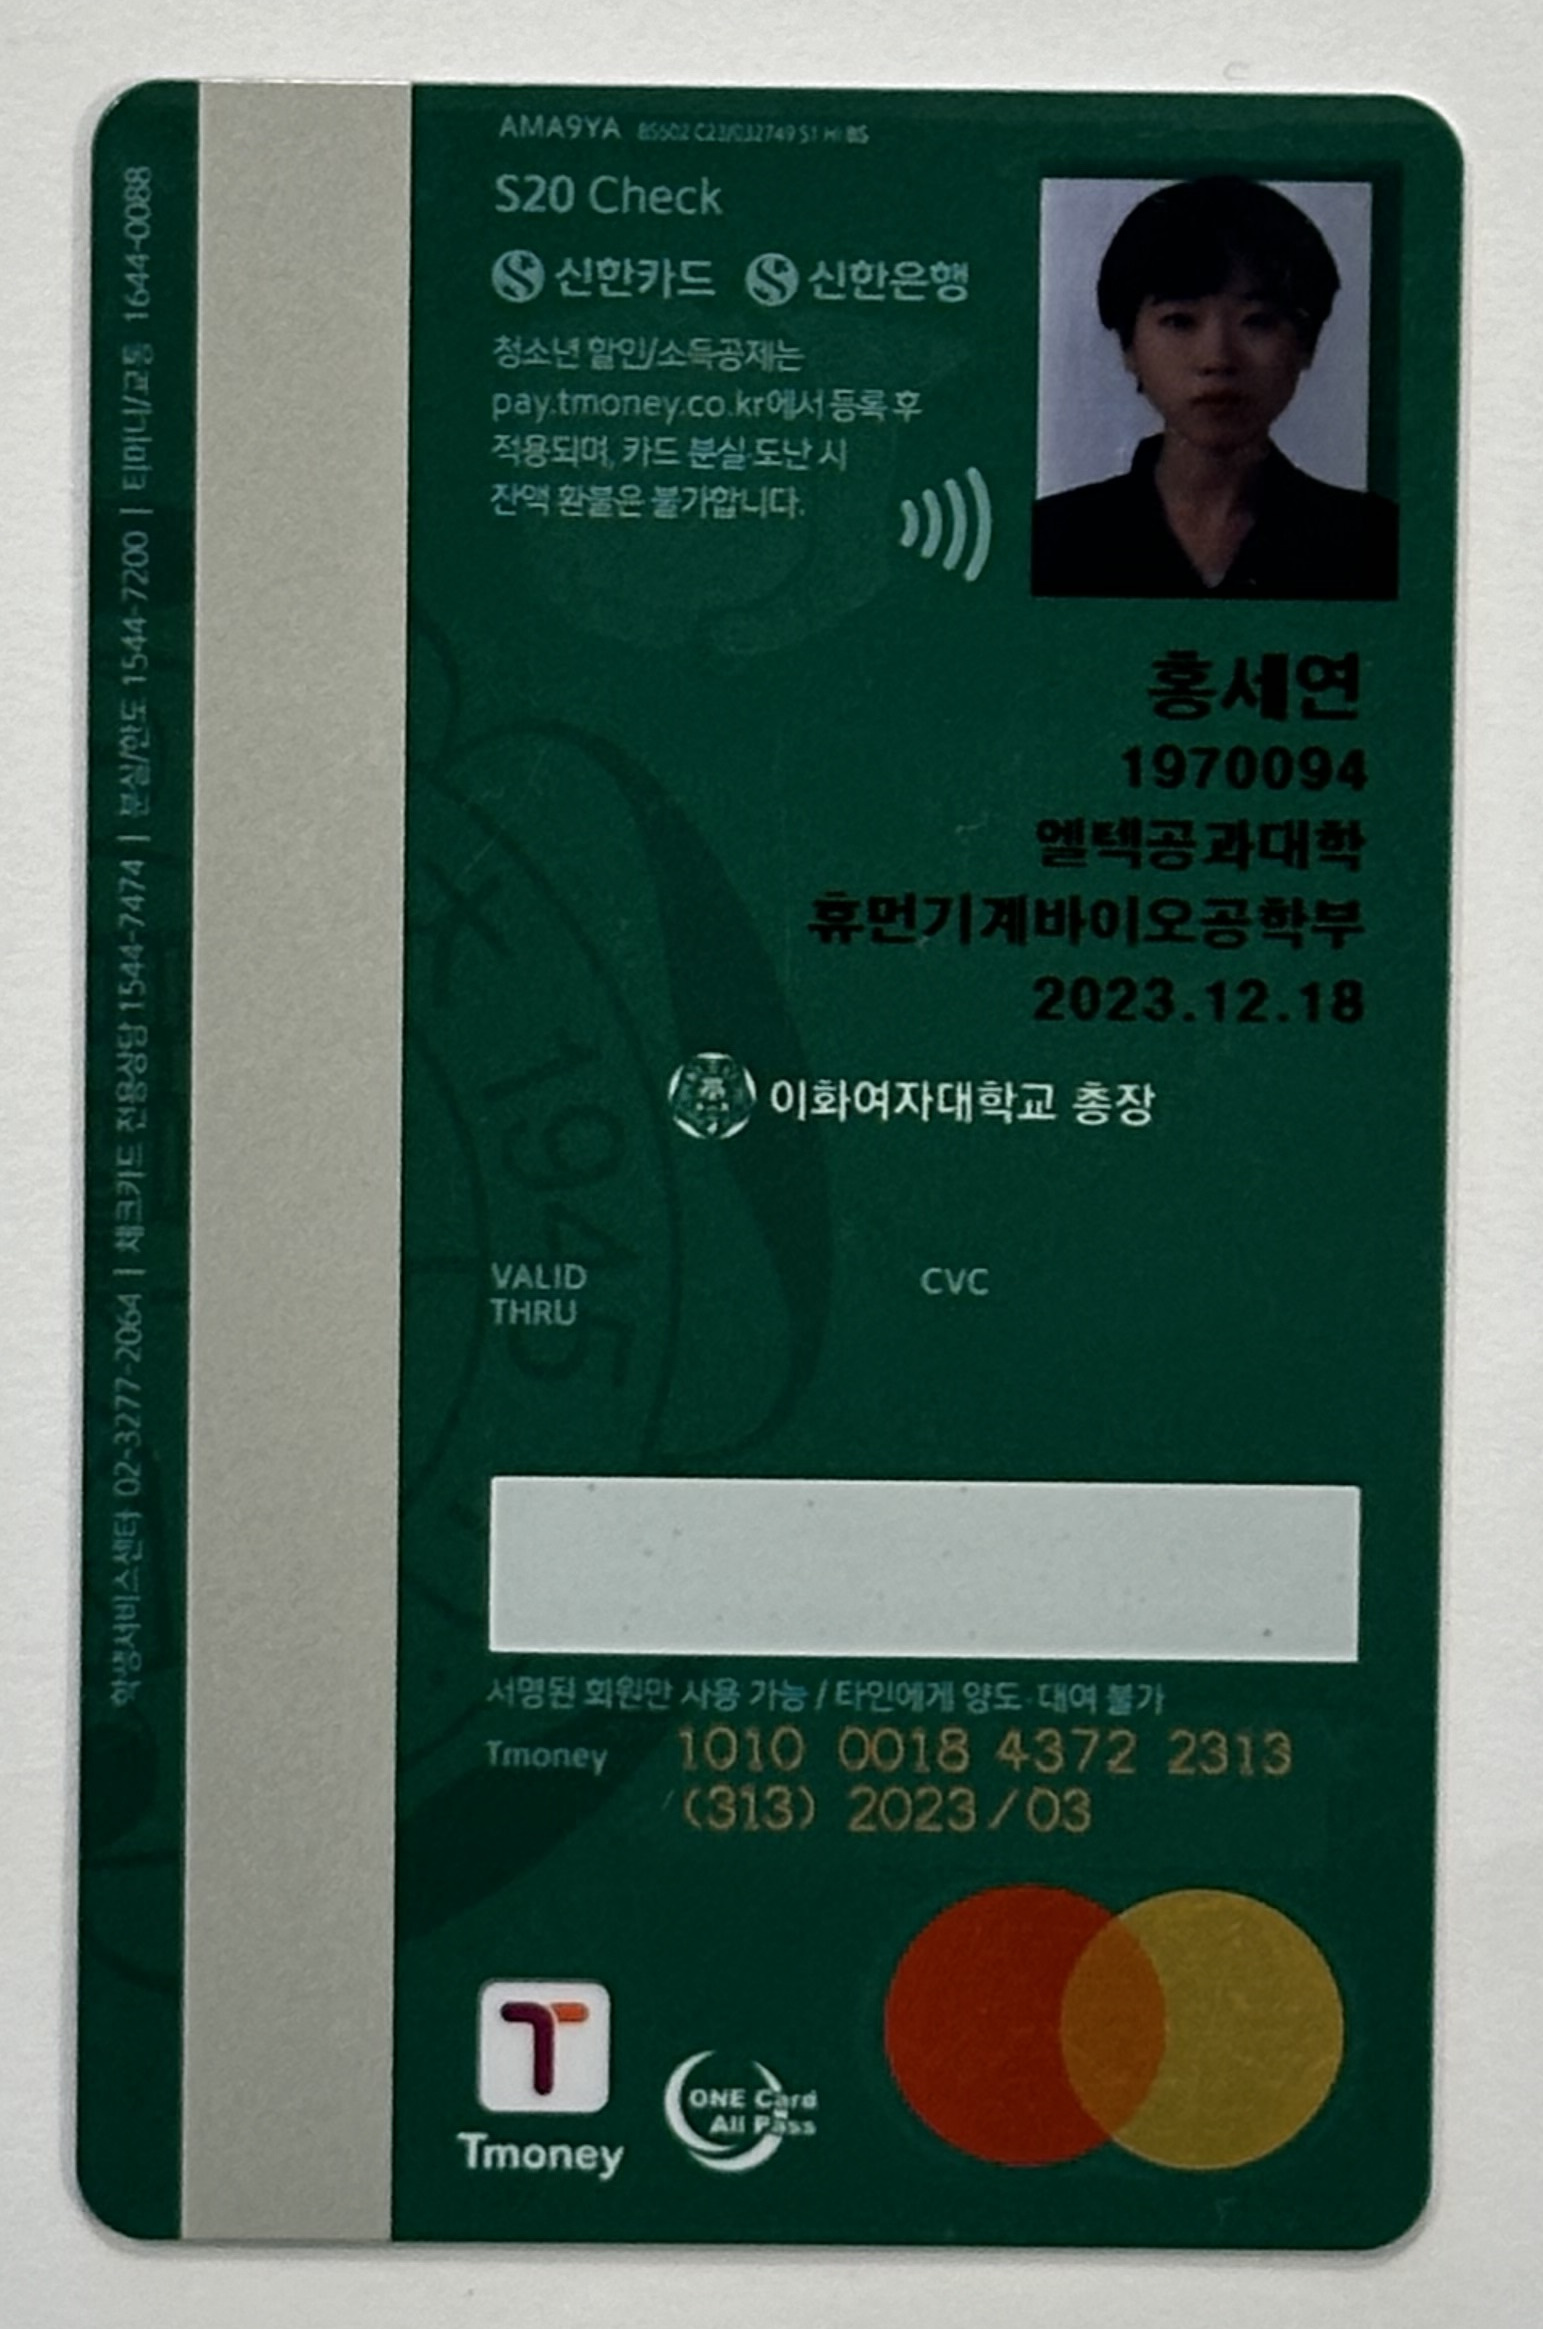 AMA9YA
S20 Check
신한카드 신한은행
청소년 할인/소득공제는
pay.tmoney.co.kr에서 등록 후
적용되며, 카드 분실·도난 시
잔액 환불은 불가합니다.
홍세연
1970094
엘텍공과대학
휴먼기계바이오공학부
2023.12.18
이화여자대학교 총장
1945
VALID
THRU
CVC
서명된 회원만 사용 가능 / 타인에게 양도·대여 불가
Tmoney 1010 0018 4372 2313
(313) 2023/03
Tmoney
ONE Card
All Pass
학생서비스센터 02-3277-2064 | 체크카드 전용상담 1544-7474 | 분실/한도 1544-7200 | 티머니/교통 1644-0088